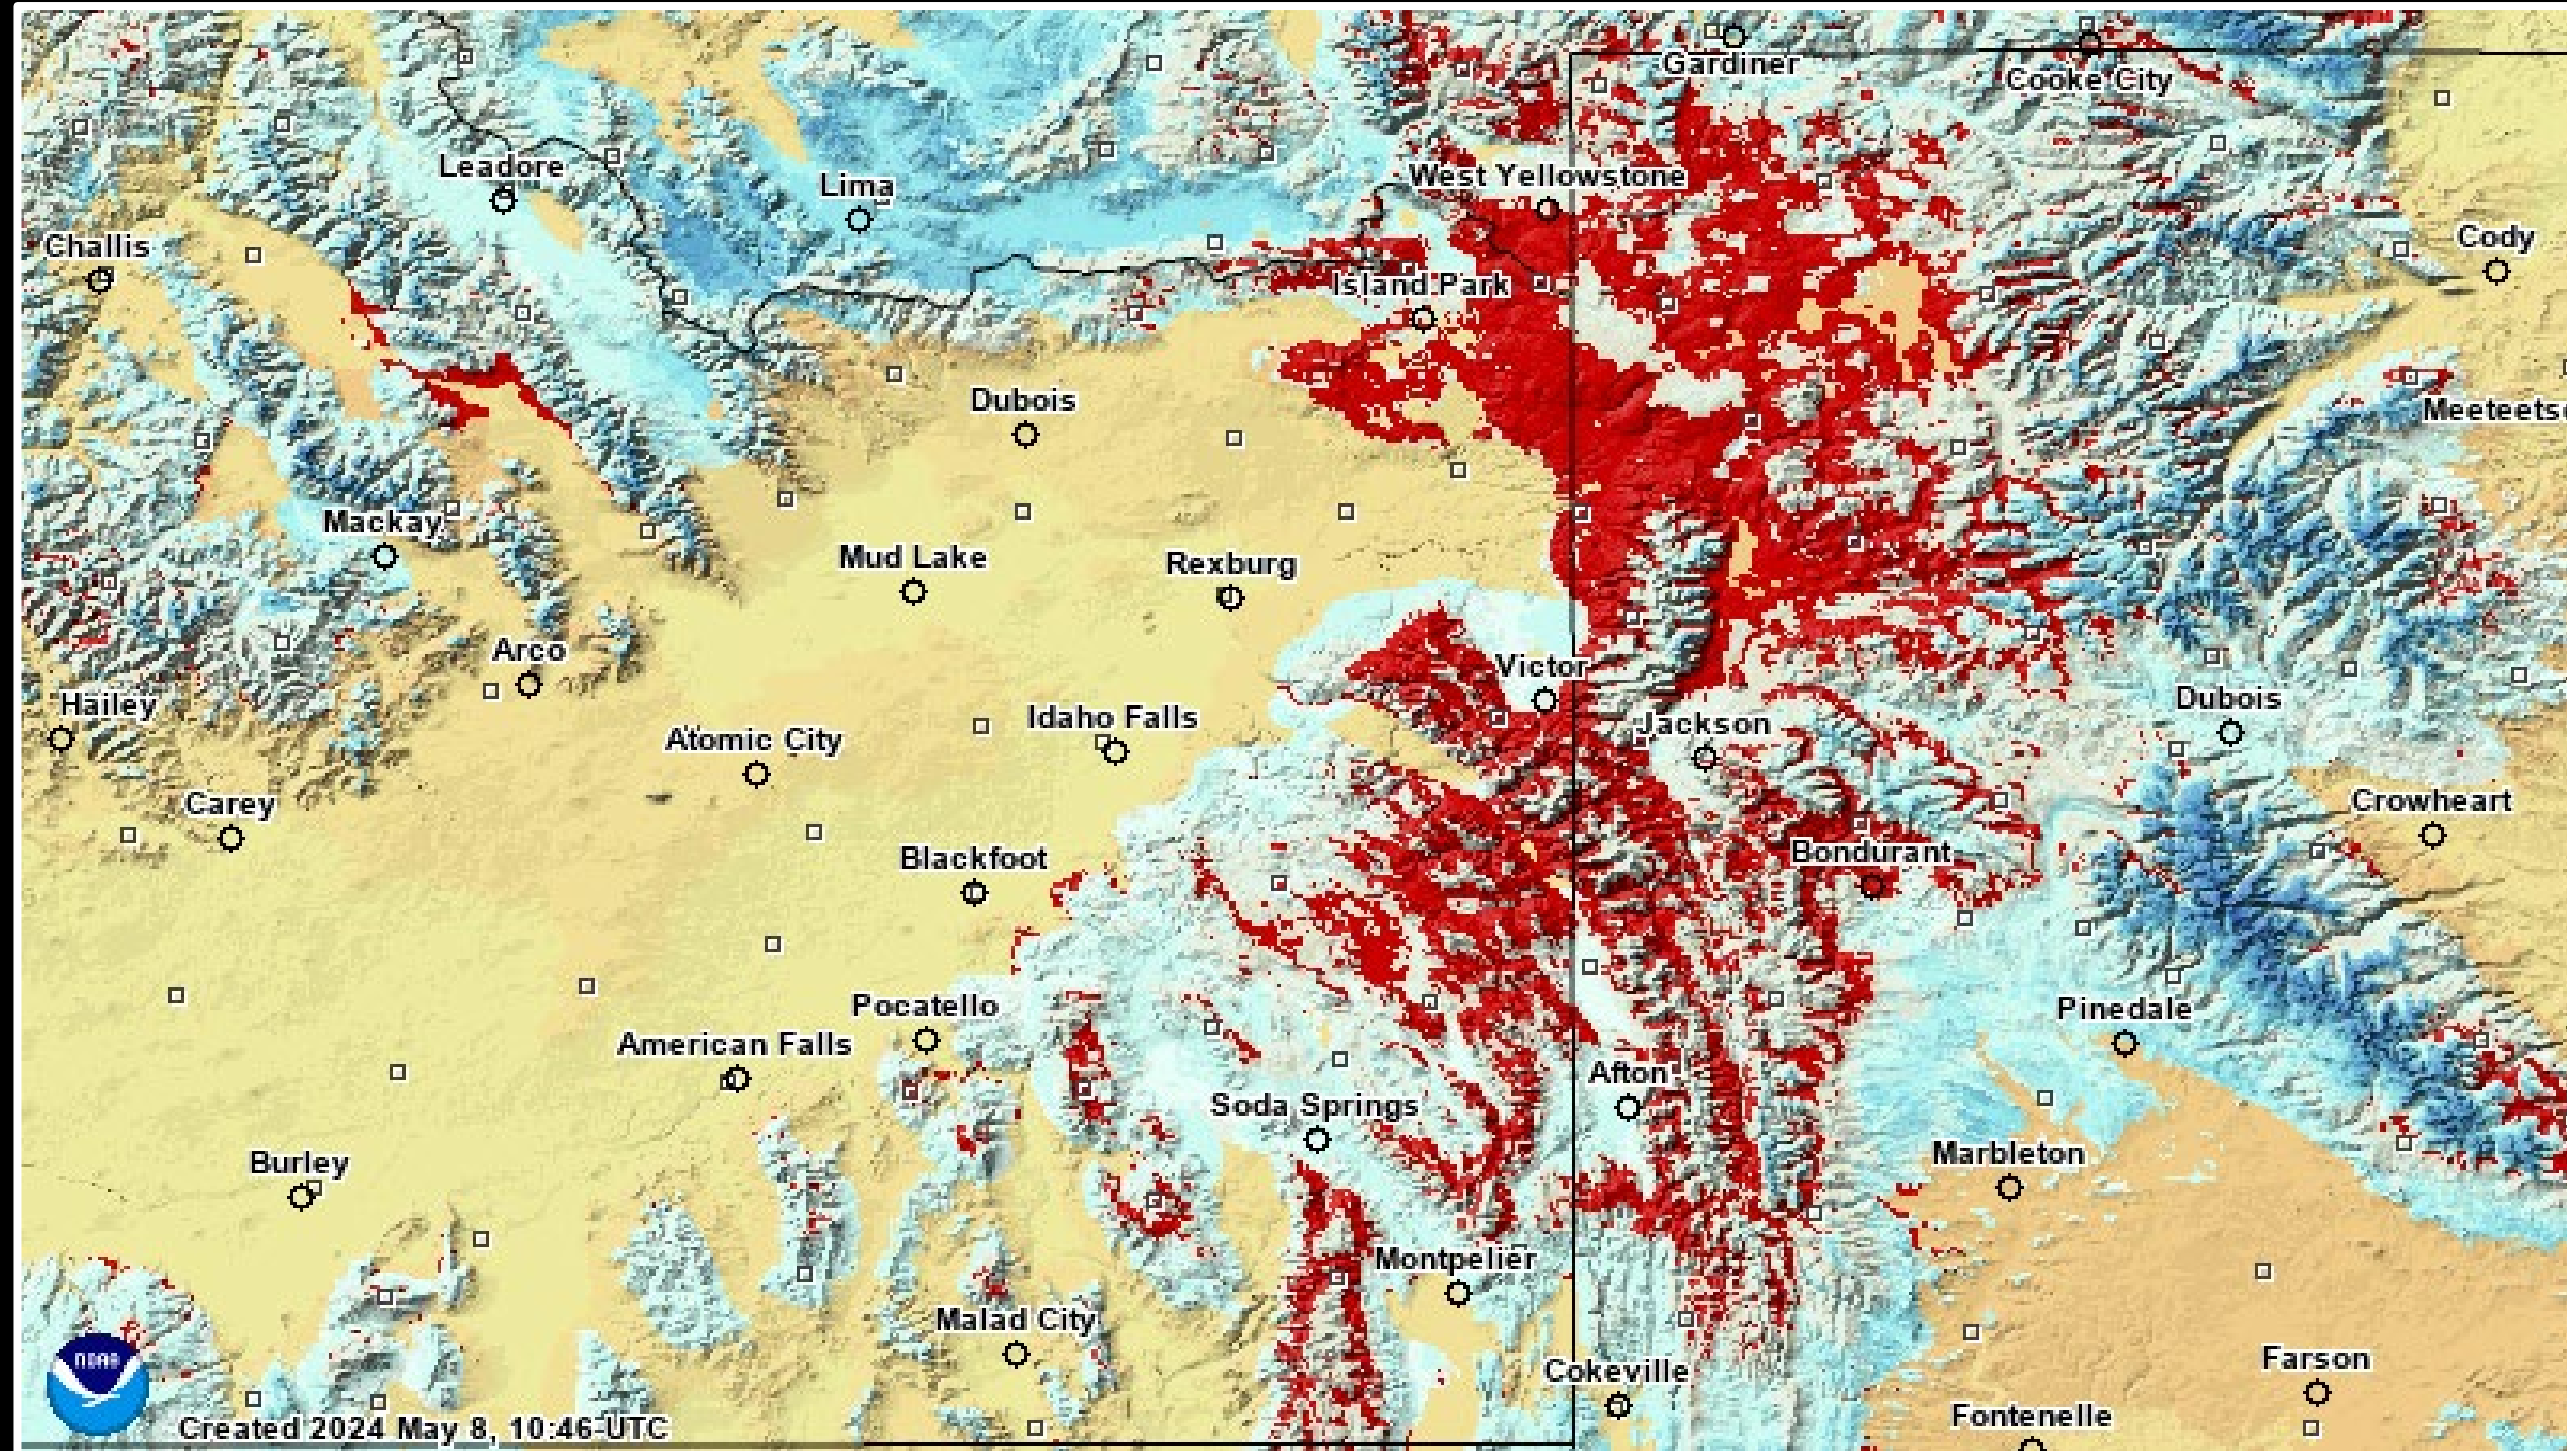 Gardiner
Cooke City
Leadore
Lima
West Yellowstone
Challis
Cody
Island Park
Dubois
Meeteets
Mackay
Mud Lake
Rexburg
Arco
Victor
Hailey
Idaho Falls
Jackson
Dubois
Atomic City
Carey
Crowheart
Blackfoot
Bondurant
Pocatello
Pinedale
American Falls
Afton
Soda Springs
Burley
Marbleton
Montpelier
Malad City
NOAA
Cokeville
Farson
Fontenelle
Created 2024 May 8, 10:46-UTC